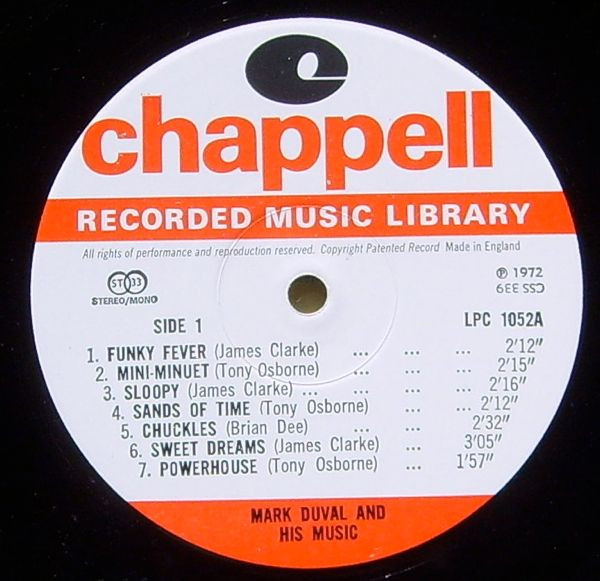 chappell
RECORDED MUSIC LIBRARY
All rights of performance and reproduction reserved. Copyright Patented Record Made in England
ST 33
STEREO/MONO
℗ 1972
SIDE 1
LPC 1052A
1. FUNKY FEVER (James Clarke) ... ... ... 2'12"
2. MINI-MINUET (Tony Osborne) ... ... ... 2'15"
3. SLOOPY (James Clarke) ... ... ... ... 2'16"
4. SANDS OF TIME (Tony Osborne) ... ... 2'12"
5. CHUCKLES (Brian Dee) ... ... ... 2'32"
6. SWEET DREAMS (James Clarke) ... 3'05"
7. POWERHOUSE (Tony Osborne) ... 1'57"
MARK DUVAL AND
HIS MUSIC